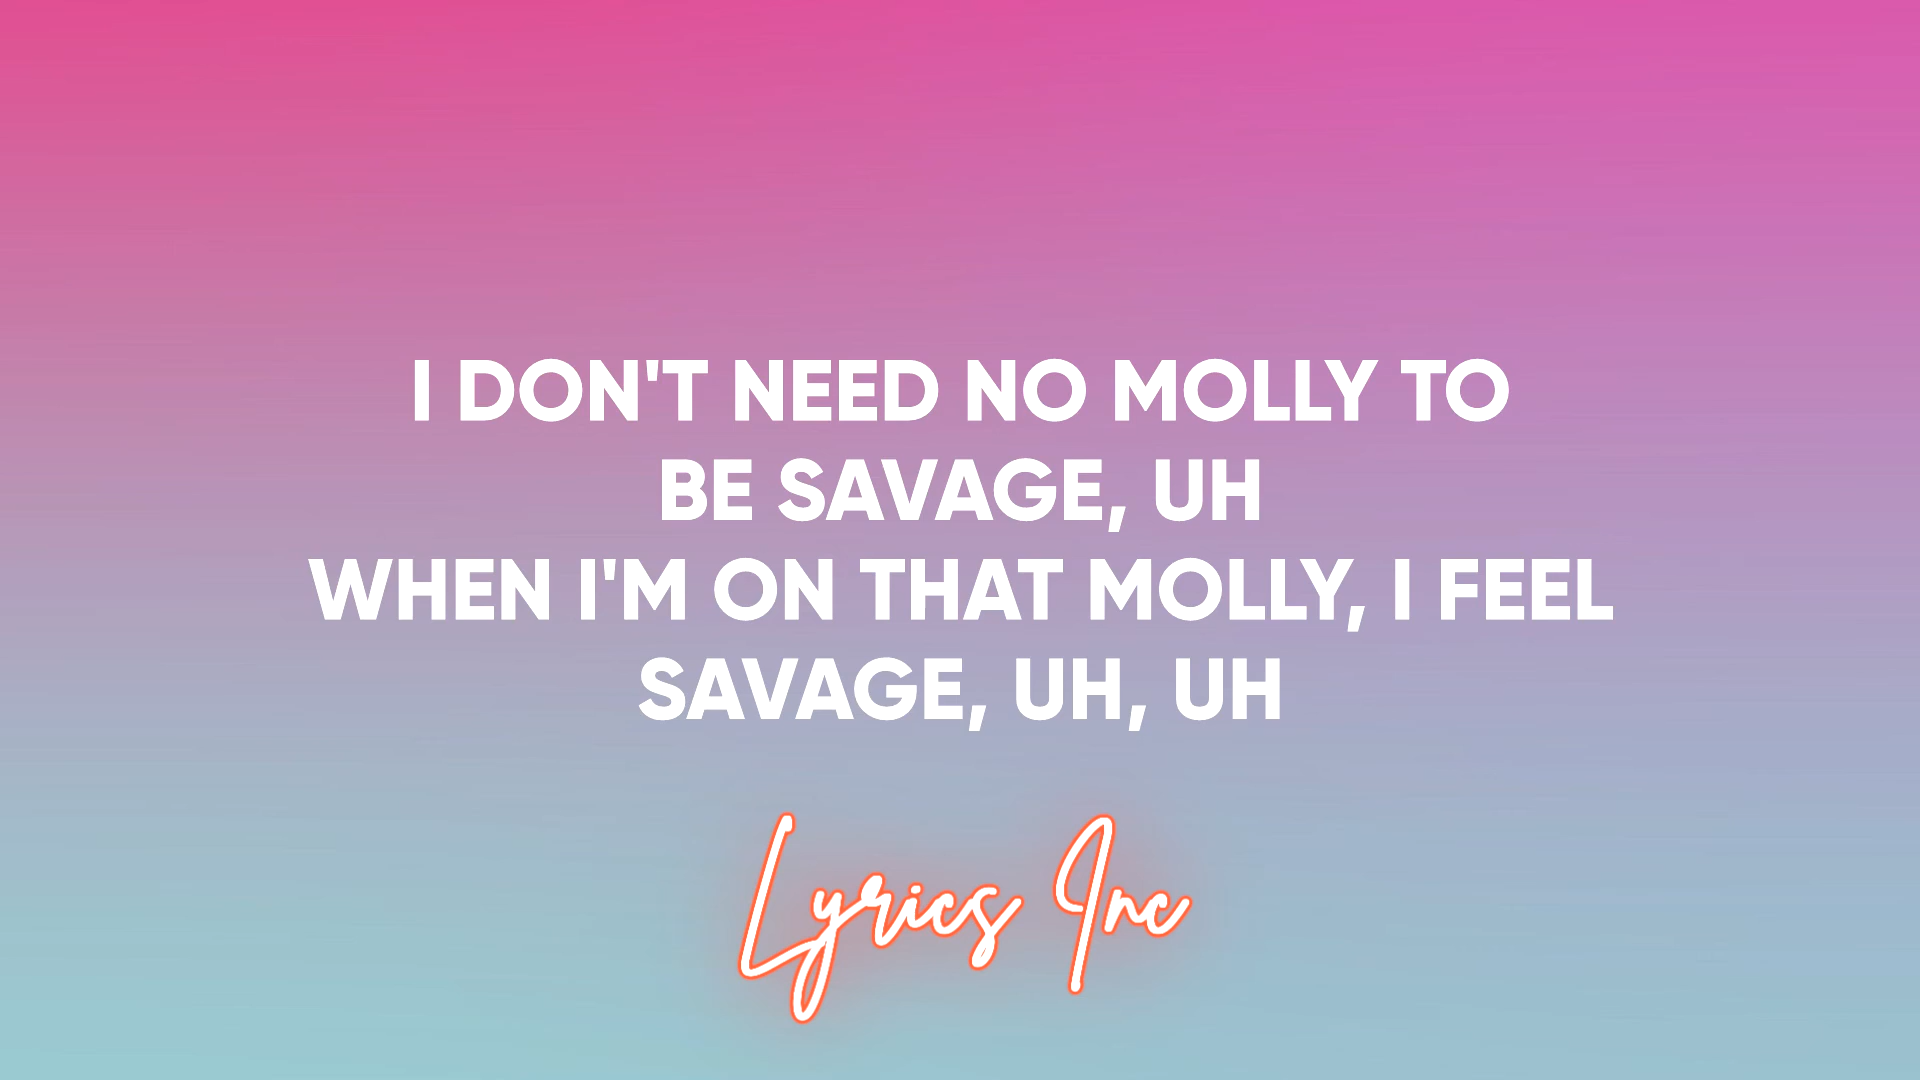 I DON'T NEED NO MOLLY TO
BE SAVAGE, UH
WHEN I'M ON THAT MOLLY, I FEEL
SAVAGE, UH, UH
Lyrics Inc